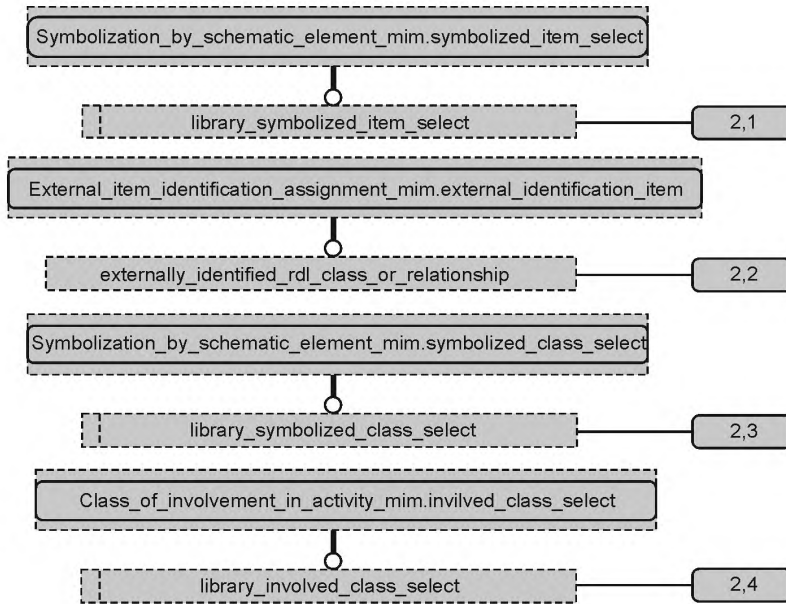 Symbolization_by_schematic_element_mim.symbolized_item_select
library_symbolized_item_select
2,1
External_item_identification_assignment_mim.external_identification_item
externally_identified_rdl_class_or_relationship
2,2
Symbolization_by_schematic_element_mim.symbolized_class_select
library_symbolized_class_select
2,3
Class_of_involvement_in_activity_mim.invilved_class_select
library_involved_class_select
2,4